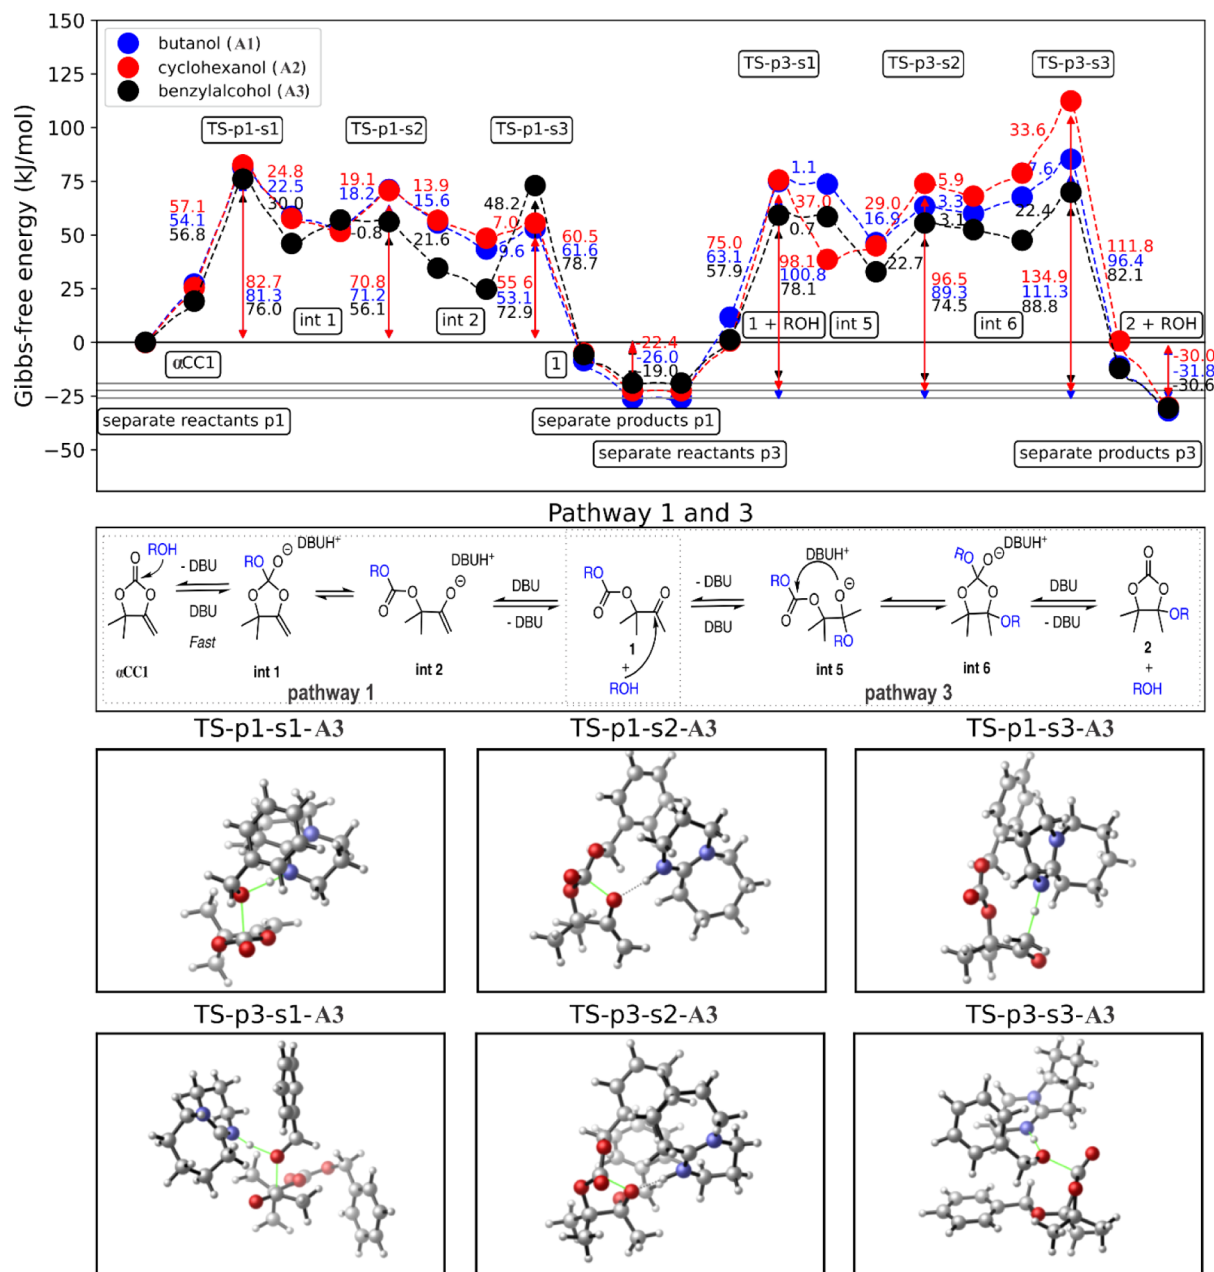 Gibbs-free energy (kJ/mol)
150
125
100
75
50
25
0
−25
−50
butanol (A1)
cyclohexanol (A2)
benzylalcohol (A3)
TS-p1-s1
TS-p1-s2
TS-p1-s3
TS-p3-s1
TS-p3-s2
TS-p3-s3
57.1
54.1
56.8
24.8
22.5
30.0
82.7
81.3
76.0
19.1
18.2
-0.8
70.8
71.2
56.1
13.9
15.6
21.6
7.0
9.6
48.2
55.6
53.1
72.9
60.5
61.6
78.7
-22.4
-26.0
-19.0
75.0
63.1
57.9
1.1
37.0
0.7
98.1
100.8
78.1
29.0
16.9
22.7
5.9
3.3
3.1
96.5
89.3
74.5
33.6
7.6
22.4
134.9
111.3
88.8
111.8
96.4
82.1
-30.0
-31.8
-30.6
αCC1
int 1
int 2
1
1 + ROH
int 5
int 6
2 + ROH
separate reactants p1
separate products p1
separate reactants p3
separate products p3
Pathway 1 and 3
O
ROH
O
O
αCC1
- DBU
DBU
Fast
RO
O
⊖
DBUH⁺
O
O
int 1
DBUH⁺
RO
O
⊖
O
O
int 2
DBU
- DBU
RO
O
O
O
1
+
ROH
- DBU
DBU
DBUH⁺
RO
⊖
O
O
O
RO
int 5
RO
O
⊖
DBUH⁺
O
O
OR
int 6
DBU
- DBU
O
O
O
OR
2
+
ROH
pathway 1
pathway 3
TS-p1-s1-A3
TS-p1-s2-A3
TS-p1-s3-A3
TS-p3-s1-A3
TS-p3-s2-A3
TS-p3-s3-A3